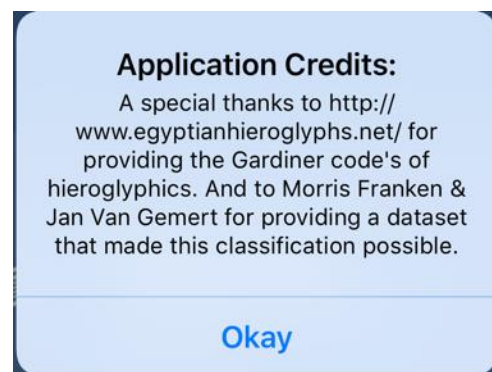 Application Credits:
A special thanks to http://
www.egyptianhieroglyphs.net/ for
providing the Gardiner code's of
hieroglyphics. And to Morris Franken &
Jan Van Gemert for providing a dataset
that made this classification possible.
Okay